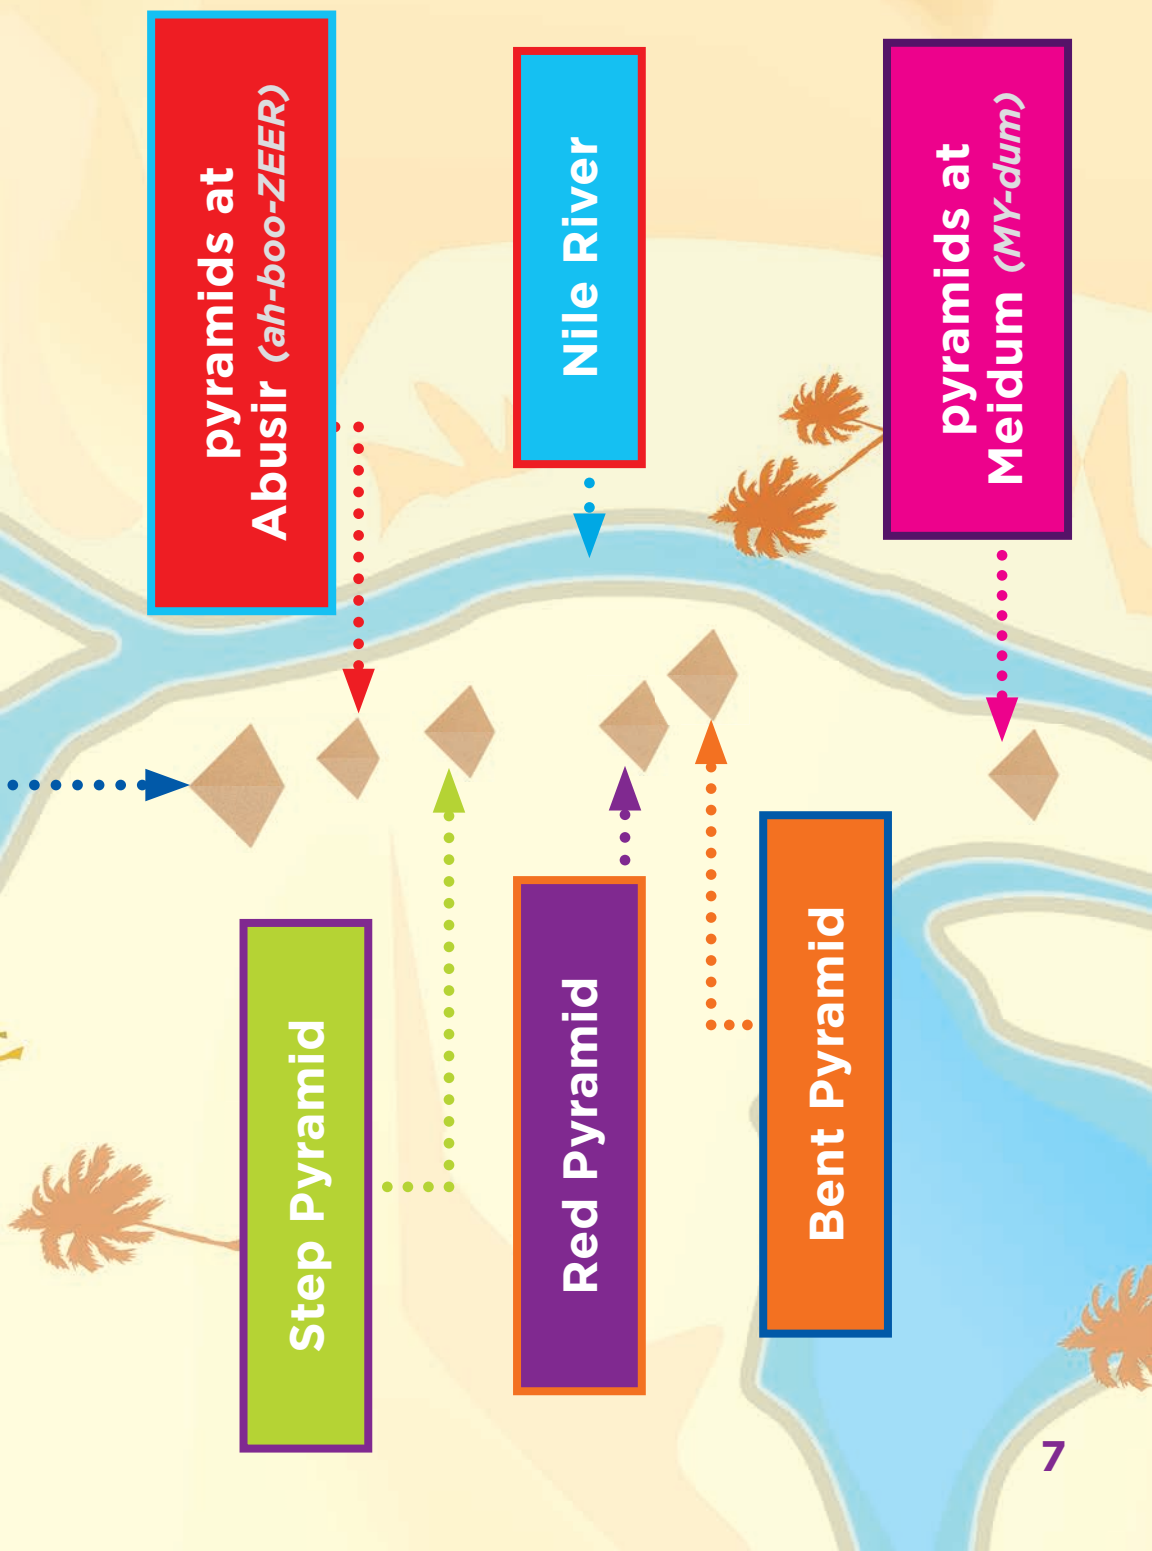 pyramids at
Abusir (ah-boo-ZEER)
Nile River
pyramids at
Meidum (MY-dum)
Step Pyramid
Red Pyramid
Bent Pyramid
7